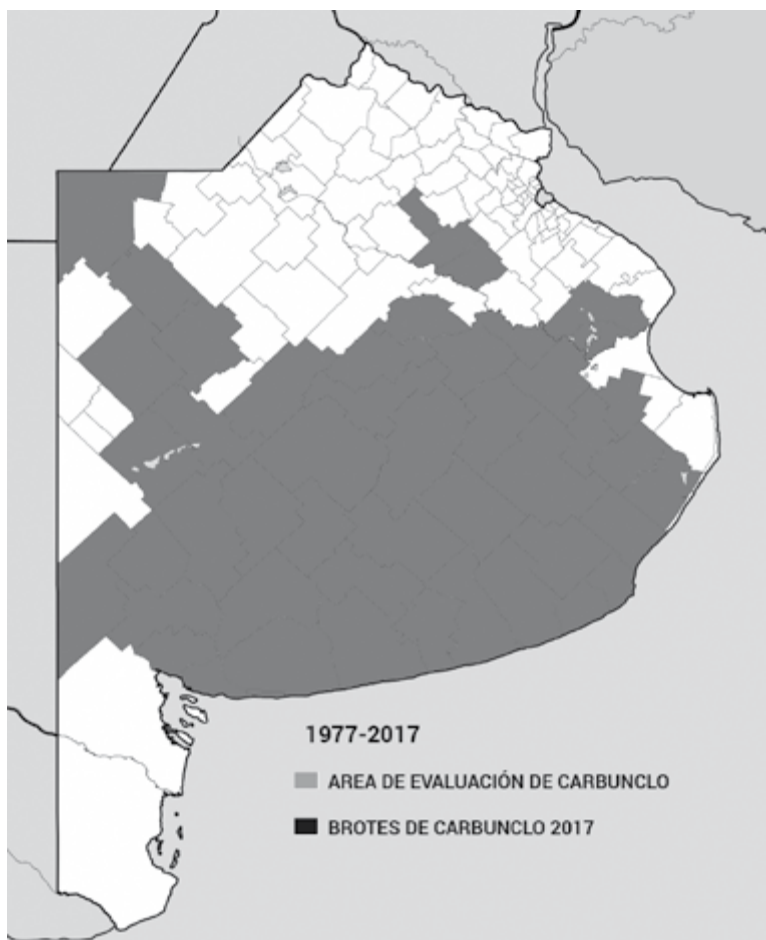 1977-2017
AREA DE EVALUACIÓN DE CARBUNCLO
BROTES DE CARBUNCLO 2017